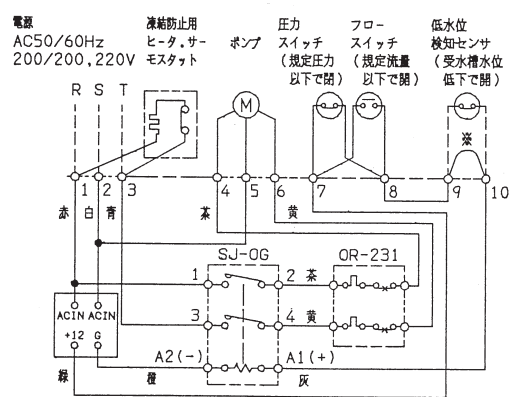 電源
AC50/60Hz
200/200,220V
凍結防止用
ヒータ.サー
モスタット
ポンプ
圧力
スイッチ
(規定圧力
以下で閉)
フロー
スイッチ
(規定流量
以下で開)
低水位
検知センサ
(受水槽水位
低下で開)
R S T
M
※
1 2 3 4 5 6 7 8 9 10
赤 白 青 茶 黄
SJ-0G
OR-231
1 2 茶
ACIN ACIN
3 4 黄
+12 G
A2(-) A1(+)
緑 橙 灰